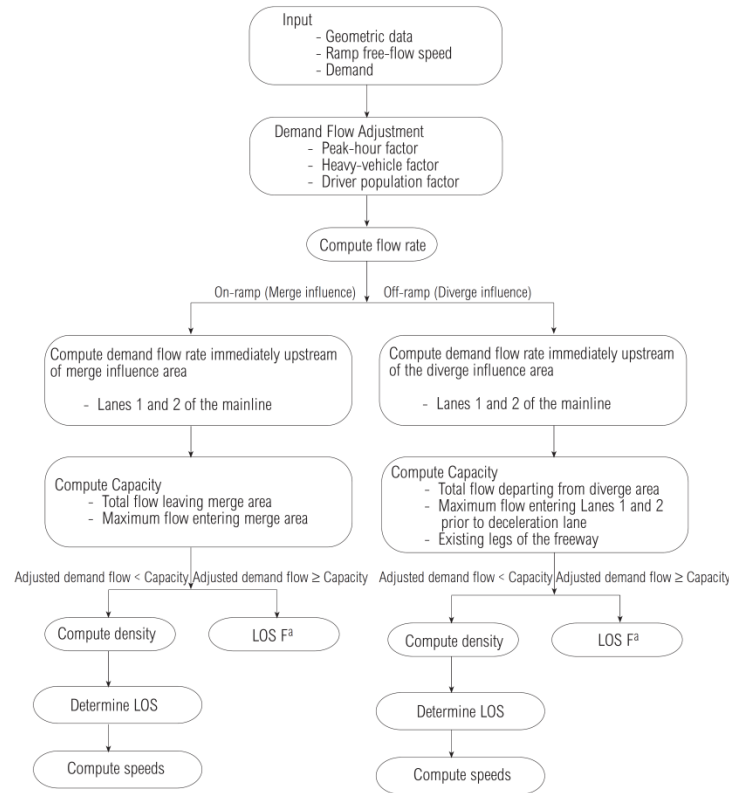 Input
- Geometric data
- Ramp free-flow speed
- Demand
Demand Flow Adjustment
- Peak-hour factor
- Heavy-vehicle factor
- Driver population factor
Compute flow rate
On-ramp (Merge influence)
Off-ramp (Diverge influence)
Compute demand flow rate immediately upstream
of merge influence area
- Lanes 1 and 2 of the mainline
Compute demand flow rate immediately upstream
of the diverge influence area
- Lanes 1 and 2 of the mainline
Compute Capacity
- Total flow leaving merge area
- Maximum flow entering merge area
Compute Capacity
- Total flow departing from diverge area
- Maximum flow entering Lanes 1 and 2
prior to deceleration lane
- Existing legs of the freeway
Adjusted demand flow < Capacity
Adjusted demand flow ≥ Capacity
Adjusted demand flow < Capacity
Adjusted demand flow ≥ Capacity
Compute density
LOS Fᵃ
Compute density
LOS Fᵃ
Determine LOS
Determine LOS
Compute speeds
Compute speeds